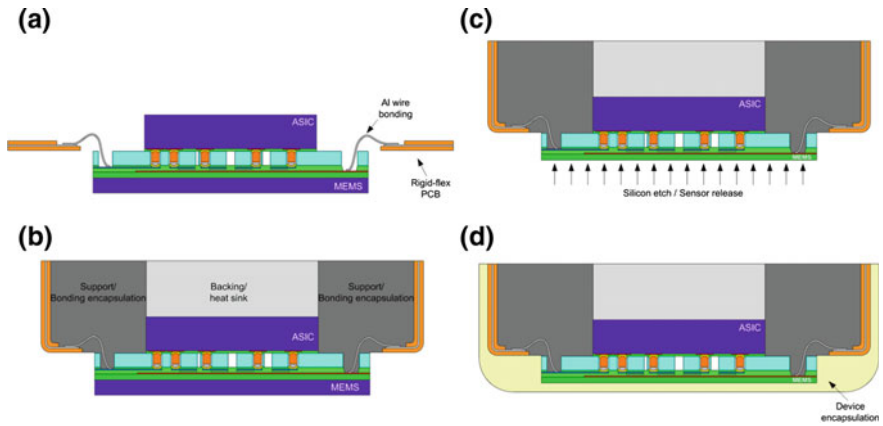 (a)
Al wire
bonding
ASIC
Rigid-flex
PCB
MEMS
(b)
Support/
Bonding encapsulation
Backing/
heat sink
Support/
Bonding encapsulation
ASIC
MEMS
(c)
ASIC
MEMS
Silicon etch / Sensor release
(d)
ASIC
MEMS
Device
encapsulation